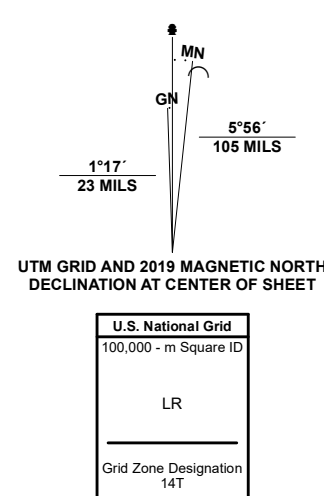 MN
GN
5°56´
105 MILS
1°17´
23 MILS
UTM GRID AND 2019 MAGNETIC NORTH
DECLINATION AT CENTER OF SHEET
U.S. National Grid
100,000 - m Square ID
LR
Grid Zone Designation
14T